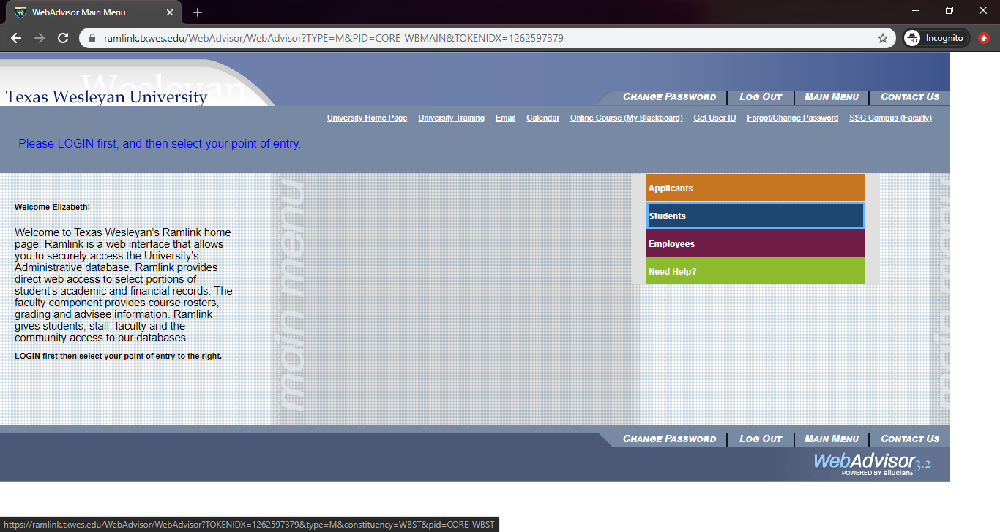 WebAdvisor Main Menu
ramlink.txwes.edu/WebAdvisor/WebAdvisor?TYPE=M&PID=CORE-WBMAIN&TOKENIDX=1262597379
Incognito
Wesleyan
Texas Wesleyan University
CHANGE PASSWORD LOG OUT MAIN MENU CONTACT US
University Home Page University Training Email Calendar Online Course (My Blackboard) Get User ID Forgot/Change Password SSC Campus (Faculty)
Please LOGIN first, and then select your point of entry.
Welcome Elizabeth!
Welcome to Texas Wesleyan's Ramlink home
page. Ramlink is a web interface that allows
you to securely access the University's
Administrative database. Ramlink provides
direct web access to select portions of
student's academic and financial records. The
faculty component provides course rosters,
grading and advisee information. Ramlink
gives students, staff, faculty and the
community access to our databases.
LOGIN first then select your point of entry to the right.
main menu
Applicants
Students
Employees
Need Help?
main menu
CHANGE PASSWORD LOG OUT MAIN MENU CONTACT US
WebAdvisor 3.2
POWERED BY ellucian
https://ramlink.txwes.edu/WebAdvisor/WebAdvisor?TOKENIDX=1262597379&type=M&constituency=WBST&pid=CORE-WBST